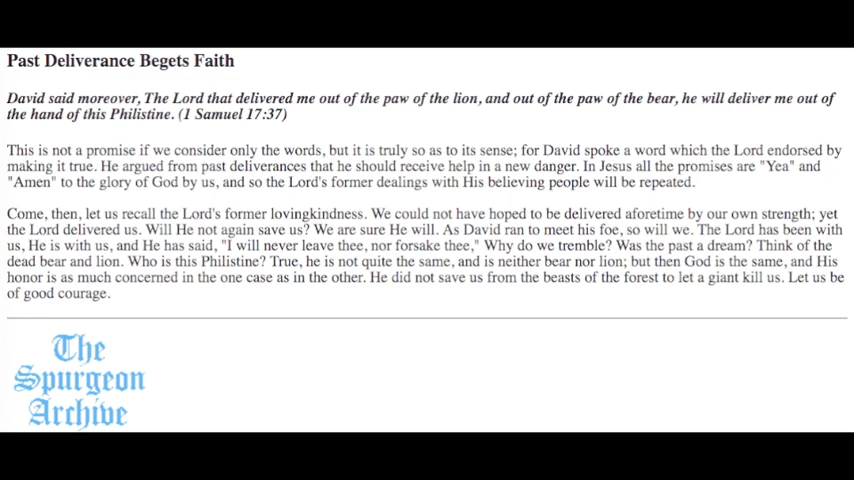 Past Deliverance Begets Faith
David said moreover, The Lord that delivered me out of the paw of the lion, and out of the paw of the bear, he will deliver me out of
the hand of this Philistine. (1 Samuel 17:37)
This is not a promise if we consider only the words, but it is truly so as to its sense; for David spoke a word which the Lord endorsed by
making it true. He argued from past deliverances that he should receive help in a new danger. In Jesus all the promises are "Yea" and
"Amen" to the glory of God by us, and so the Lord's former dealings with His believing people will be repeated.
Come, then, let us recall the Lord's former lovingkindness. We could not have hoped to be delivered aforetime by our own strength; yet
the Lord delivered us. Will He not again save us? We are sure He will. As David ran to meet his foe, so will we. The Lord has been with
us, He is with us, and He has said, "I will never leave thee, nor forsake thee," Why do we tremble? Was the past a dream? Think of the
dead bear and lion. Who is this Philistine? True, he is not quite the same, and is neither bear nor lion; but then God is the same, and His
honor is as much concerned in the one case as in the other. He did not save us from the beasts of the forest to let a giant kill us. Let us be
of good courage.
The
Spurgeon
Archive